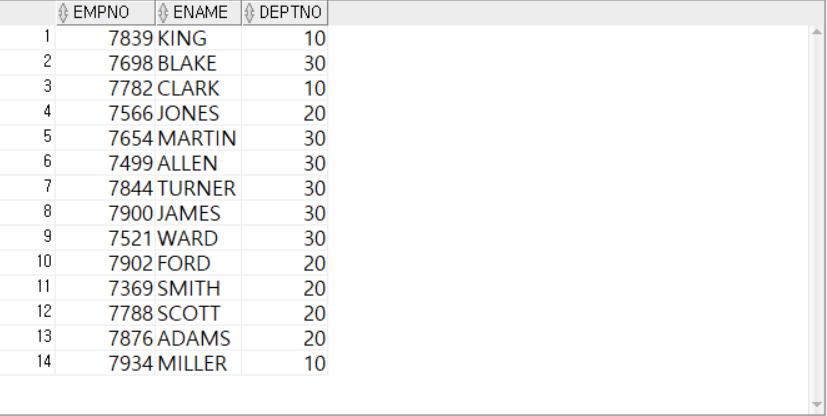 EMPNO ENAME DEPTNO
1 7839 KING 10
2 7698 BLAKE 30
3 7782 CLARK 10
4 7566 JONES 20
5 7654 MARTIN 30
6 7499 ALLEN 30
7 7844 TURNER 30
8 7900 JAMES 30
9 7521 WARD 30
10 7902 FORD 20
11 7369 SMITH 20
12 7788 SCOTT 20
13 7876 ADAMS 20
14 7934 MILLER 10